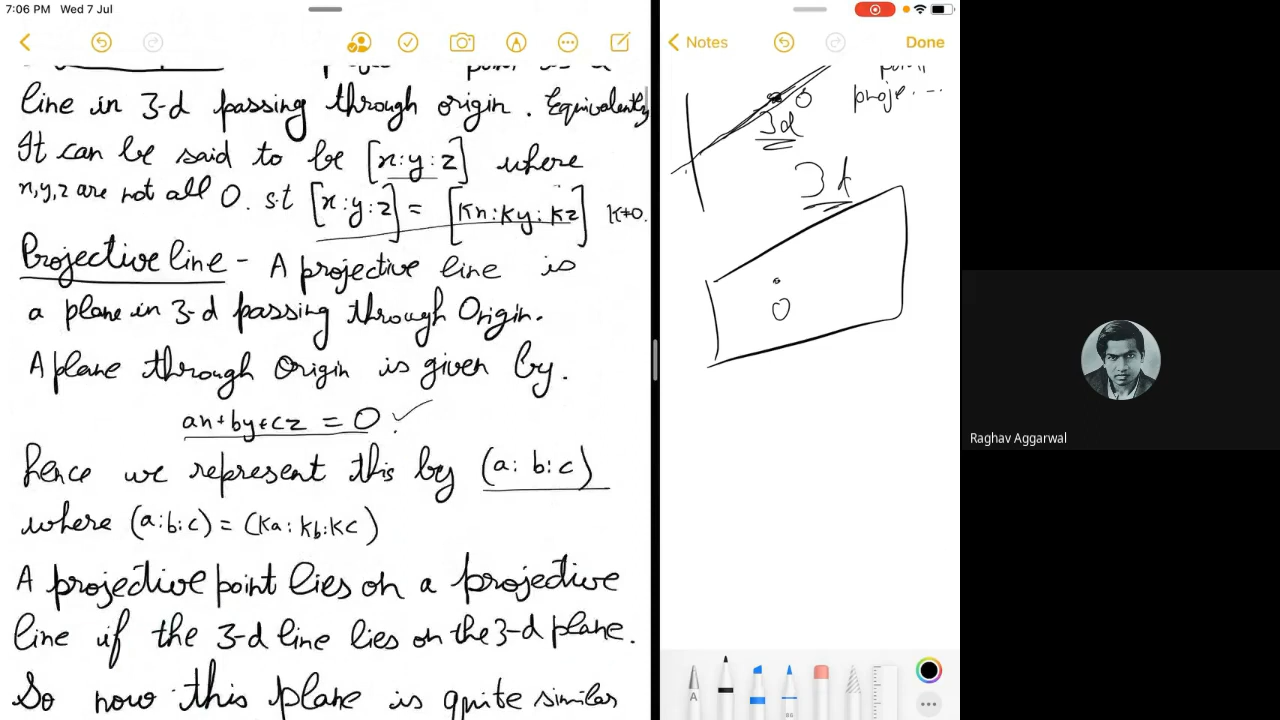 7:06 PM Wed 7 Jul
line in 3-d passing through origin. Equivalently
It can be said to be [x:y:z] where
x,y,z are not all 0. s.t [x:y:z] = [Kx:Ky:Kz] K≠0.
Projective line - A projective line is
a plane in 3-d passing through Origin.
A plane through Origin is given by.
ax+by+cz = 0 ✓
hence we represent this by (a:b:c)
where (a:b:c) = (Ka:Kb:Kc)
A projective point lies on a projective
line if the 3-d line lies on the 3-d plane.
So now this plane is quite similar
Notes
Done
point
proje....
O
3d
3d
O
A
Raghav Aggarwal